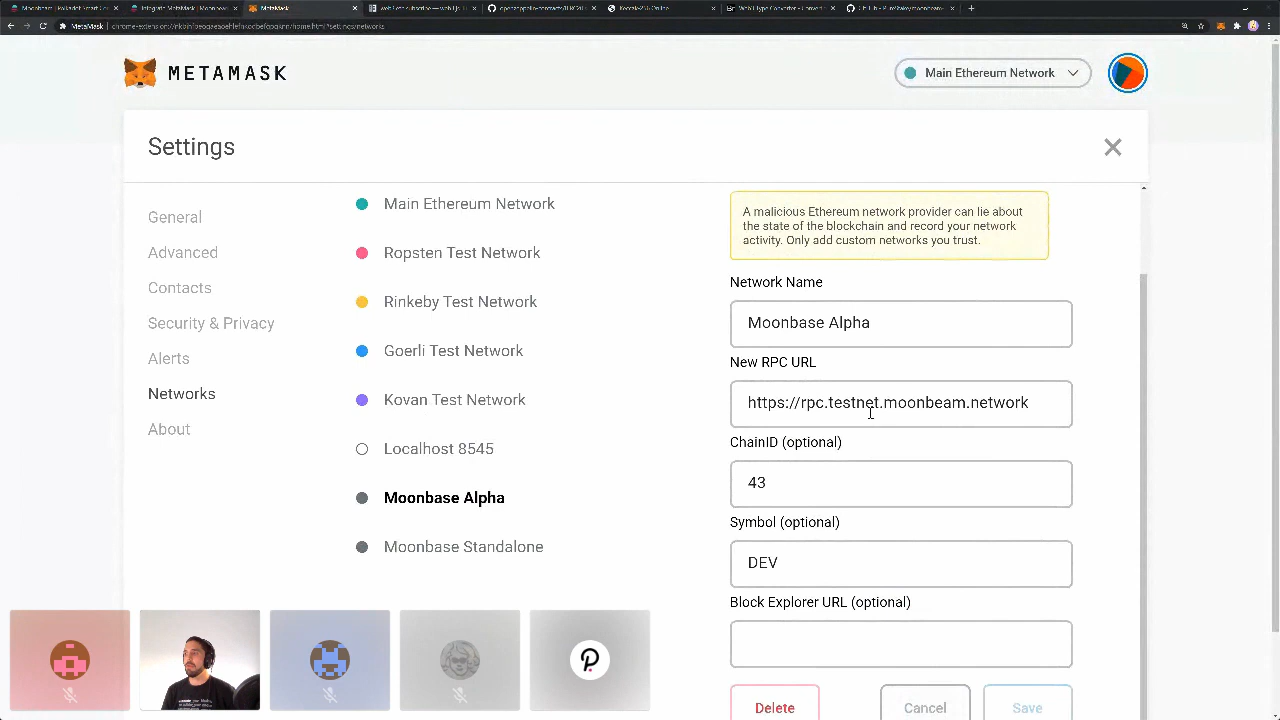 MetaMask
MetaMask
METAMASK
Main Ethereum Network
Settings
General
Advanced
Contacts
Security & Privacy
Alerts
Networks
About
Main Ethereum Network
Ropsten Test Network
Rinkeby Test Network
Goerli Test Network
Kovan Test Network
Localhost 8545
Moonbase Alpha
Moonbase Standalone
A malicious Ethereum network provider can lie about
the state of the blockchain and record your network
activity. Only add custom networks you trust.
Network Name
Moonbase Alpha
New RPC URL
https://rpc.testnet.moonbeam.network
ChainID (optional)
43
Symbol (optional)
DEV
Block Explorer URL (optional)
Delete
Cancel
Save